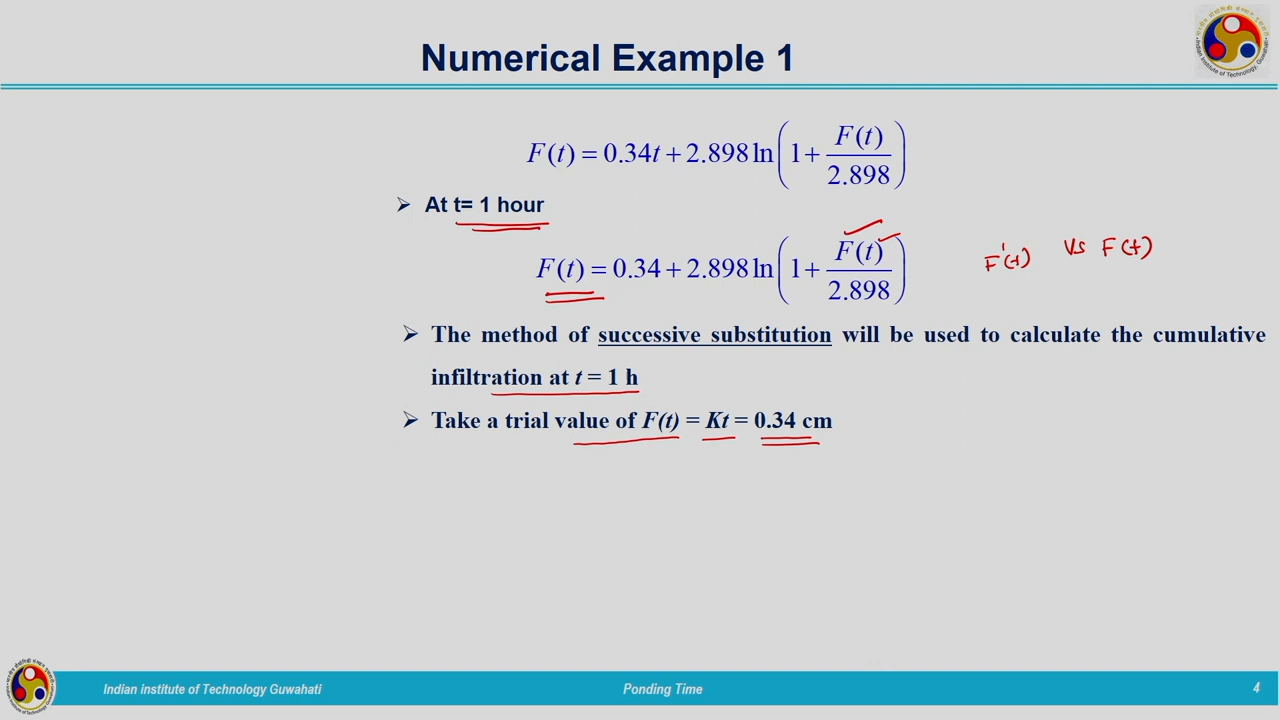 Numerical Example 1
F(t) = 0.34t + 2.898 ln(1 + F(t)/2.898)
➢ At t= 1 hour
F(t) = 0.34 + 2.898 ln(1 + F(t)/2.898)
F'(t) Vs F(t)
➢ The method of successive substitution will be used to calculate the cumulative
infiltration at t = 1 h
➢ Take a trial value of F(t) = Kt = 0.34 cm
Indian institute of Technology Guwahati
Ponding Time
4